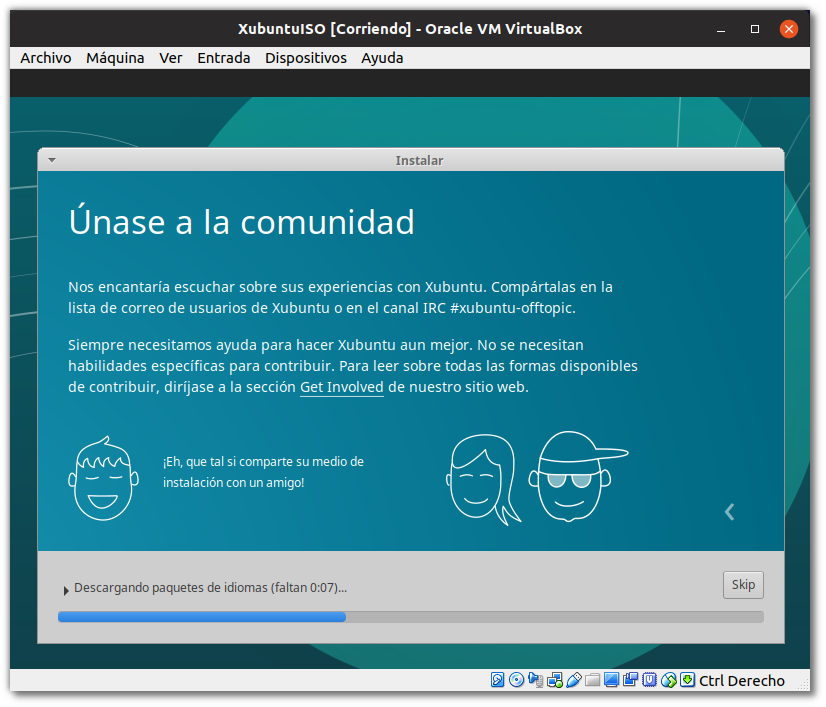 XubuntuISO [Corriendo] - Oracle VM VirtualBox
Archivo Máquina Ver Entrada Dispositivos Ayuda
Instalar
Únase a la comunidad
Nos encantaría escuchar sobre sus experiencias con Xubuntu. Compártalas en la
lista de correo de usuarios de Xubuntu o en el canal IRC #xubuntu-offtopic.
Siempre necesitamos ayuda para hacer Xubuntu aun mejor. No se necesitan
habilidades específicas para contribuir. Para leer sobre todas las formas disponibles
de contribuir, diríjase a la sección Get Involved de nuestro sitio web.
¡Eh, que tal si comparte su medio de
instalación con un amigo!
Descargando paquetes de idiomas (faltan 0:07)...
Skip
Ctrl Derecho